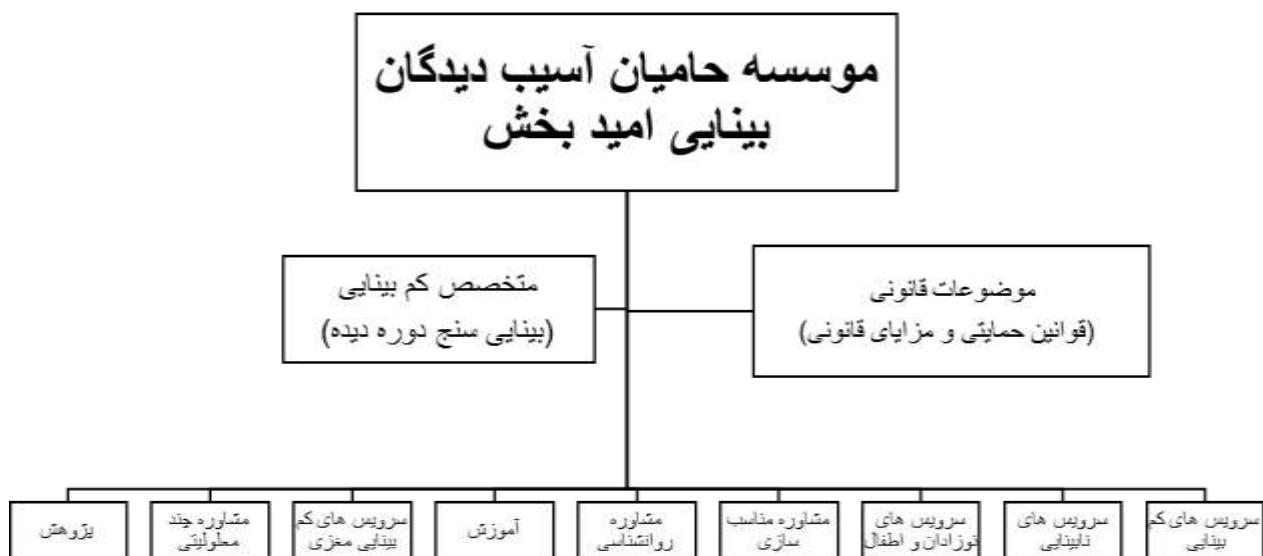 موسسه حامیان آسیب دیدگان
بینایی امید بخش
موضوعات قانونی
(قوانین حمایتی و مزایای قانونی)
متخصص کم بینایی
(بینایی سنج دوره دیده)
سرویس های کم
بینایی
سرویس های
نابینایی
سرویس های
نوزادان و اطفال
مشاوره مناسب
سازی
مشاوره
روانشناسی
آموزش
سرویس های کم
بینایی مغزی
مشاوره چند
معلولیتی
پژوهش